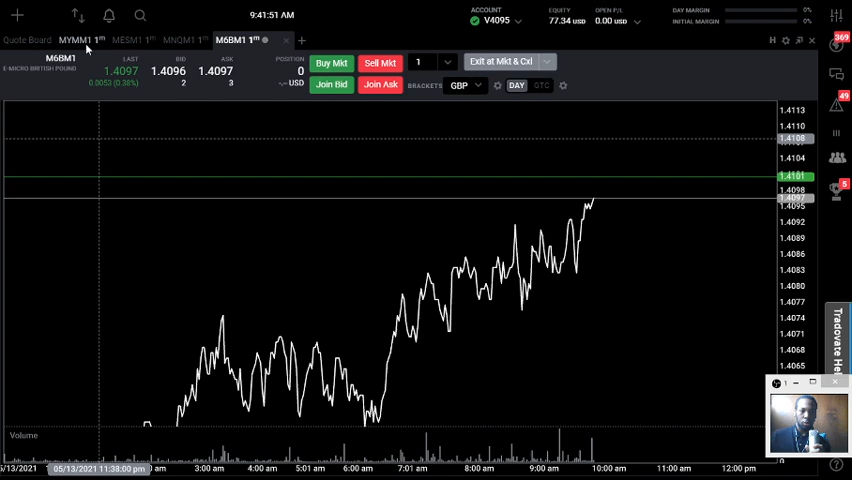 9:41:51 AM
ACCOUNT
V4095
EQUITY
77.34 USD
OPEN P/L
0.00 USD
DAY MARGIN
0%
INITIAL MARGIN
0%
Quote Board
MYMM1 1m
MESM1 1m
MNQM1 1m
M6BM1 1m
M6BM1
E-MICRO BRITISH POUND
LAST
1.4097
0.0053 (0.38%)
BID
1.4096
2
ASK
1.4097
3
POSITION
0
-.-- USD
Buy Mkt
Sell Mkt
1
Exit at Mkt & Cxl
Join Bid
Join Ask
BRACKETS
GBP
DAY
GTC
H
369
49
5
1.4113
1.4110
1.4108
1.4104
1.4101
1.4098
1.4097
1.4095
1.4092
1.4089
1.4086
1.4083
1.4080
1.4077
1.4074
1.4071
1.4068
1.4065
Tradovate Hel
1
Volume
0
5/13/2021
05/13/2021 11:38:00 pm
am
3:00 am
4:00 am
5:01 am
6:00 am
7:01 am
8:00 am
9:00 am
10:00 am
11:00 am
12:00 pm